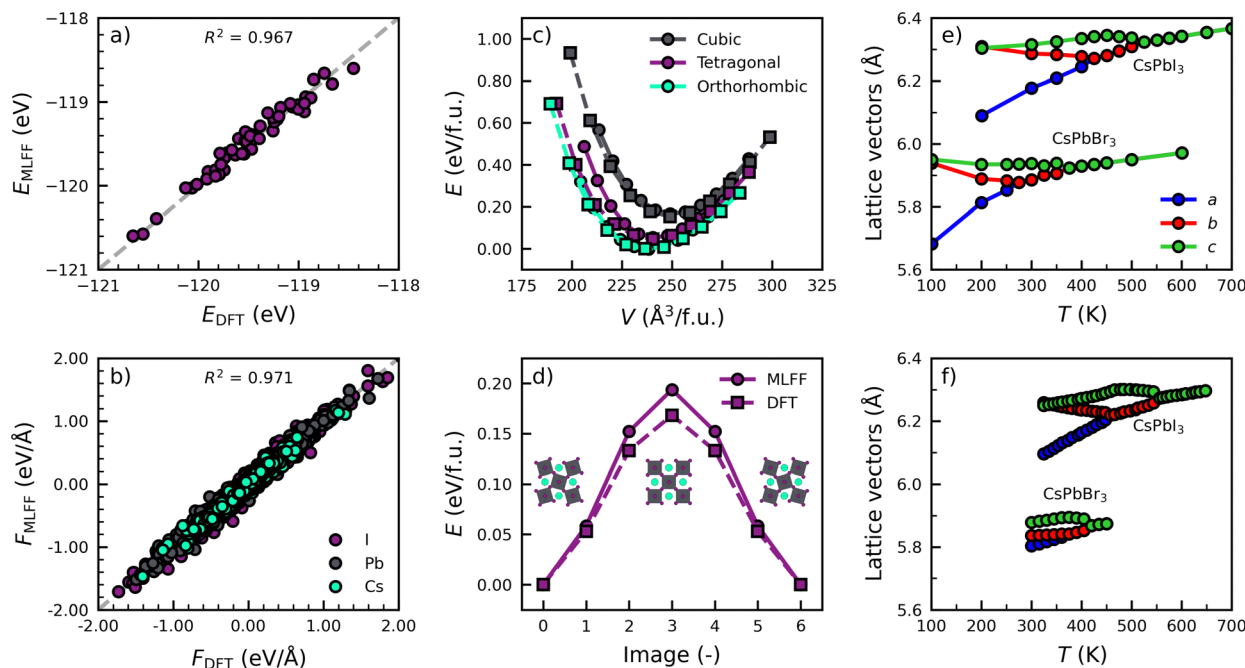 a)
R² = 0.967
-118
-119
-120
-121
E_MLFF (eV)
-121
-120
-119
-118
E_DFT (eV)
c)
Cubic
Tetragonal
Orthorhombic
1.00
0.80
0.60
0.40
0.20
0.00
E (eV/f.u.)
175
200
225
250
275
300
325
V (Å³/f.u.)
e)
CsPbI₃
CsPbBr₃
a
b
c
6.4
6.2
6.0
5.8
5.6
Lattice vectors (Å)
100
200
300
400
500
600
700
T (K)
b)
R² = 0.971
I
Pb
Cs
2.00
1.00
0.00
-1.00
-2.00
F_MLFF (eV/Å)
-2.00
-1.00
0.00
1.00
2.00
F_DFT (eV/Å)
d)
MLFF
DFT
0.20
0.15
0.10
0.05
0.00
E (eV/f.u.)
0
1
2
3
4
5
6
Image (-)
f)
CsPbI₃
CsPbBr₃
6.4
6.2
6.0
5.8
5.6
Lattice vectors (Å)
100
200
300
400
500
600
700
T (K)